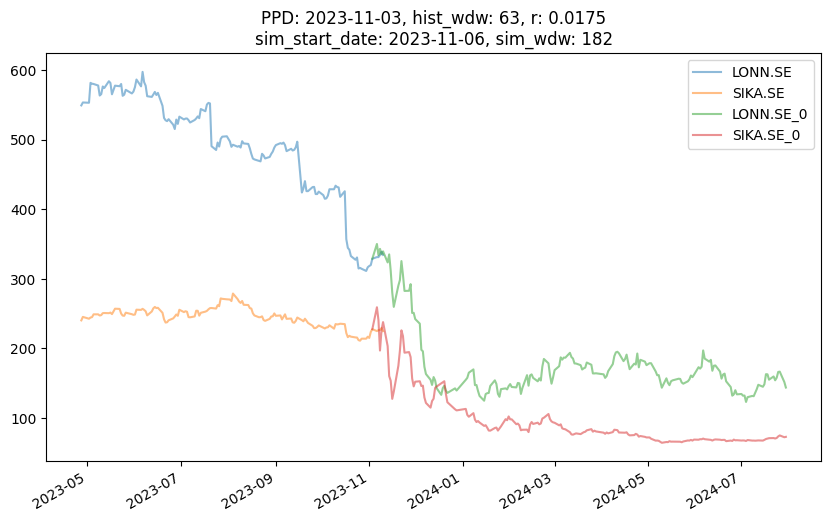 PPD: 2023-11-03, hist_wdw: 63, r: 0.0175
sim_start_date: 2023-11-06, sim_wdw: 182
600
500
400
300
200
100
LONN.SE
SIKA.SE
LONN.SE_0
SIKA.SE_0
2023-05
2023-07
2023-09
2023-11
2024-01
2024-03
2024-05
2024-07